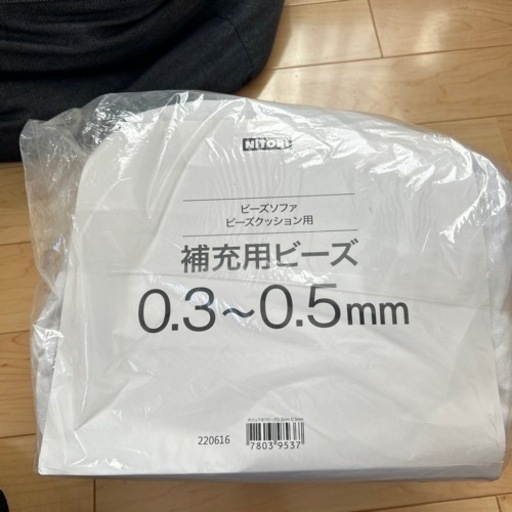 NITORI
ビーズソファ
ビーズクッション用
補充用ビーズ
0.3～0.5mm
220616
7803 9537